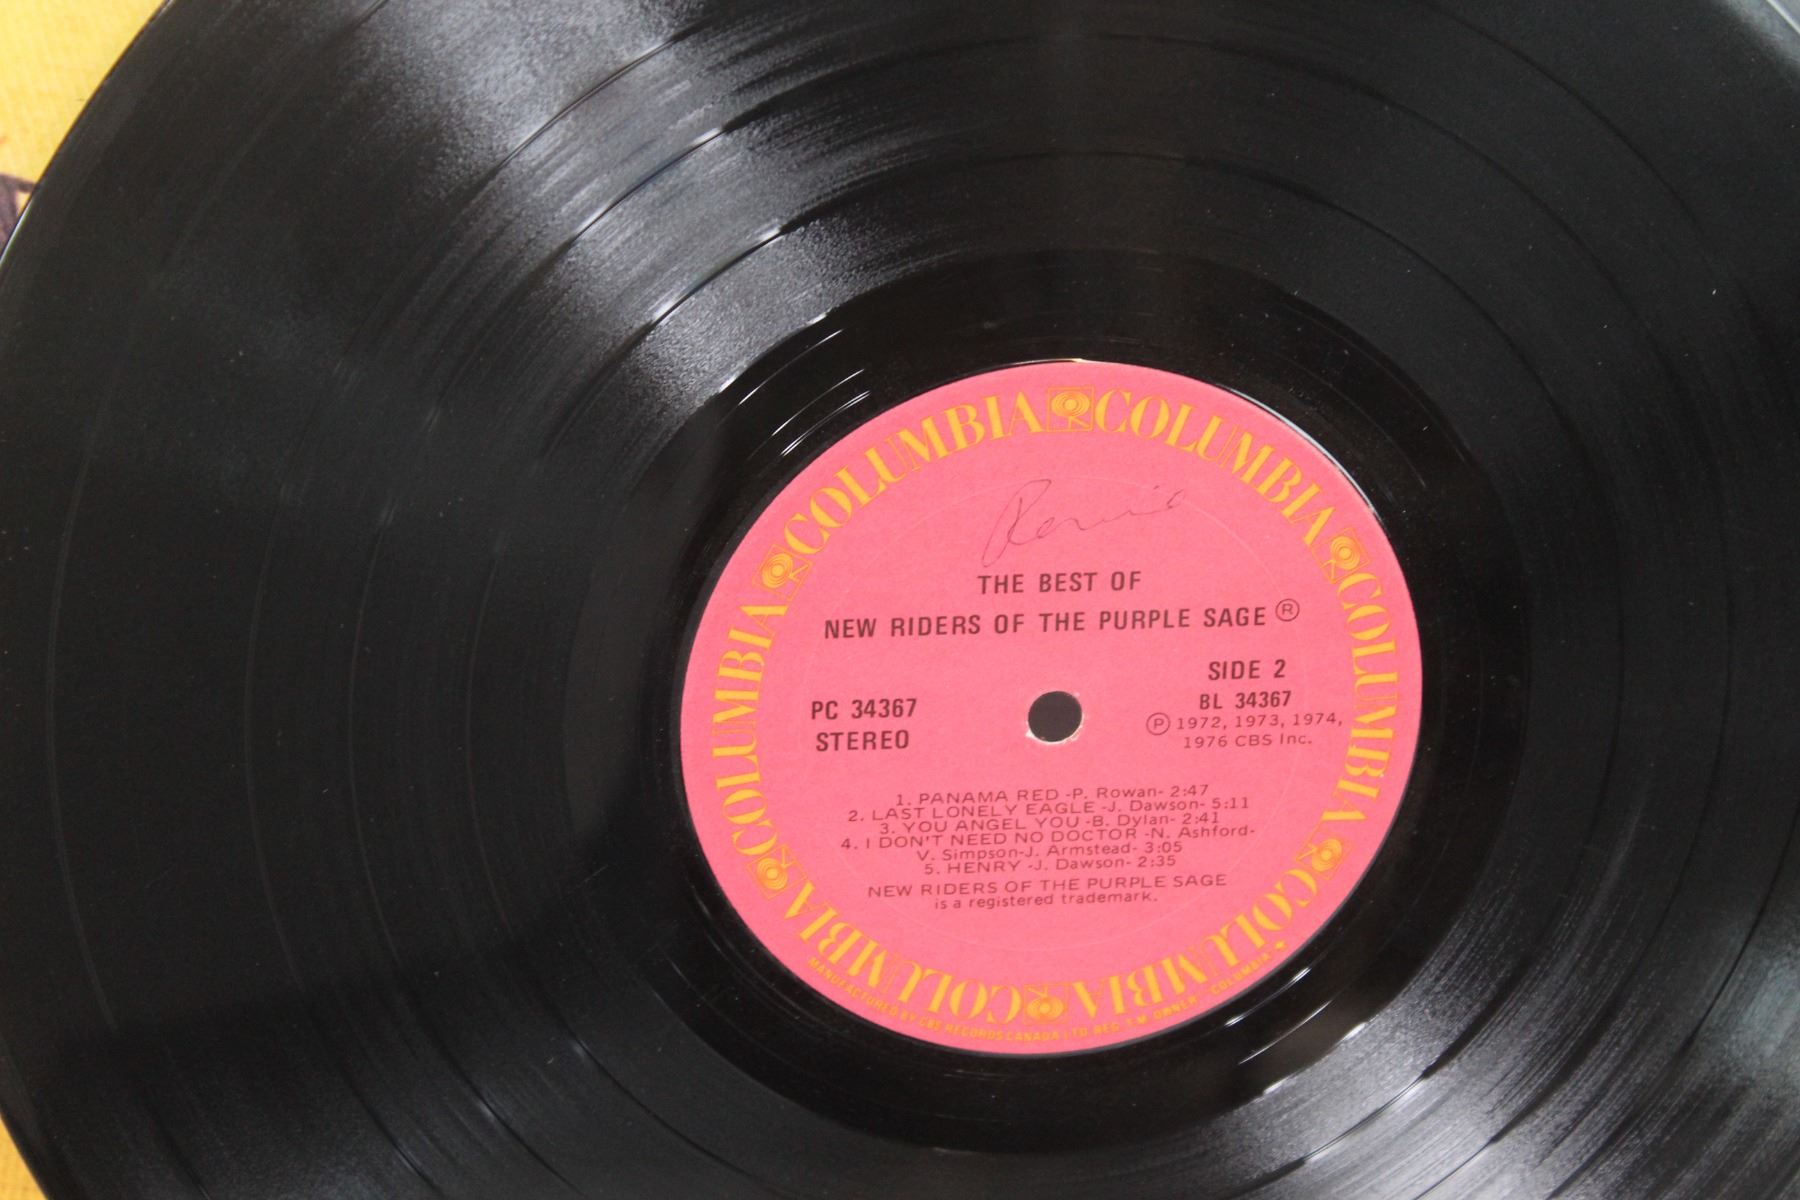 COLUMBIA COLUMBIA COLUMBIA COLUMBIA COLUMBIA COLUMBIA
THE BEST OF
NEW RIDERS OF THE PURPLE SAGE ®
SIDE 2
PC 34367
BL 34367
STEREO
Ⓟ 1972, 1973, 1974,
1976 CBS Inc.
1. PANAMA RED -P. Rowan- 2:47
2. LAST LONELY EAGLE -J. Dawson- 5:11
3. YOU ANGEL YOU -B. Dylan- 2:41
4. I DON'T NEED NO DOCTOR -N. Ashford-
V. Simpson-J. Armstead- 3:05
5. HENRY -J. Dawson- 2:35
NEW RIDERS OF THE PURPLE SAGE
is a registered trademark.
MANUFACTURED BY CBS RECORDS CANADA LTD REG. T-M. OWNER - COLUMBIA